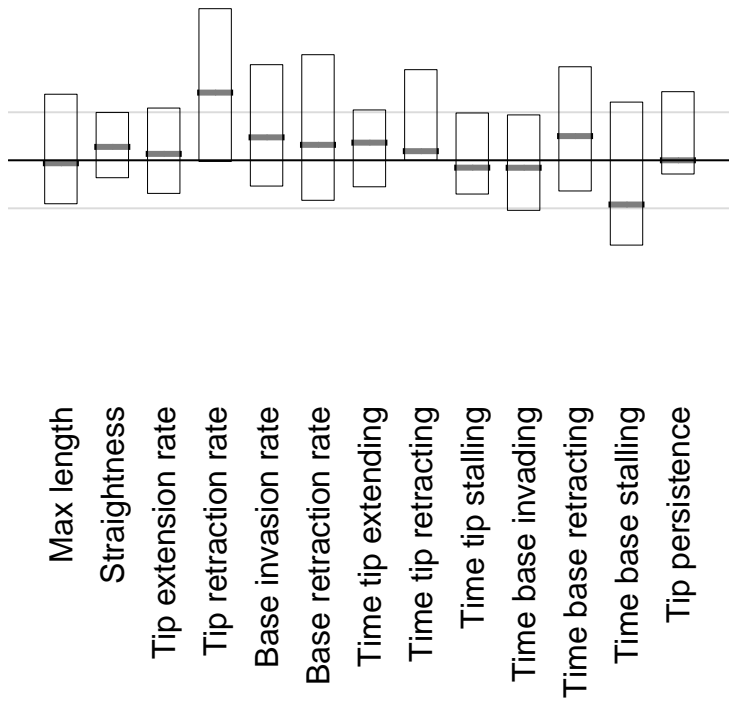 Max length
Straightness
Tip extension rate
Tip retraction rate
Base invasion rate
Base retraction rate
Time tip extending
Time tip retracting
Time tip stalling
Time base invading
Time base retracting
Time base stalling
Tip persistence